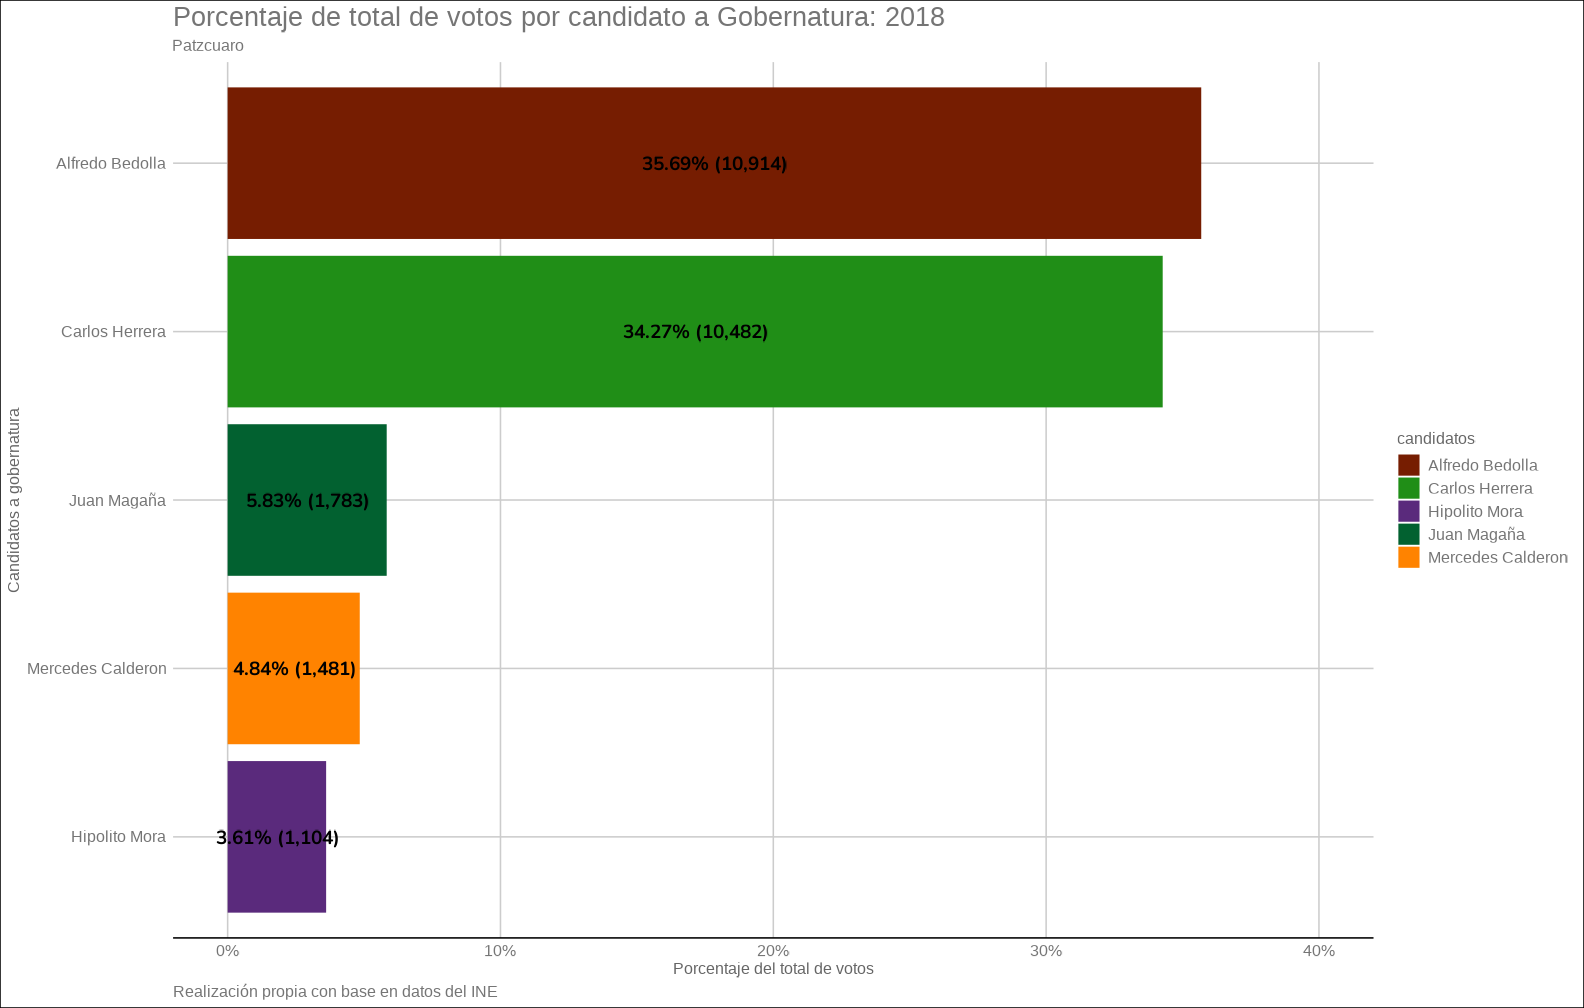 Porcentaje de total de votos por candidato a Gobernatura: 2018
Patzcuaro
Candidatos a gobernatura
Alfredo Bedolla
35.69% (10,914)
Carlos Herrera
34.27% (10,482)
Juan Magaña
5.83% (1,783)
Mercedes Calderon
4.84% (1,481)
Hipolito Mora
3.61% (1,104)
0% 10% 20% 30% 40%
Porcentaje del total de votos
candidatos
Alfredo Bedolla
Carlos Herrera
Hipolito Mora
Juan Magaña
Mercedes Calderon
Realización propia con base en datos del INE